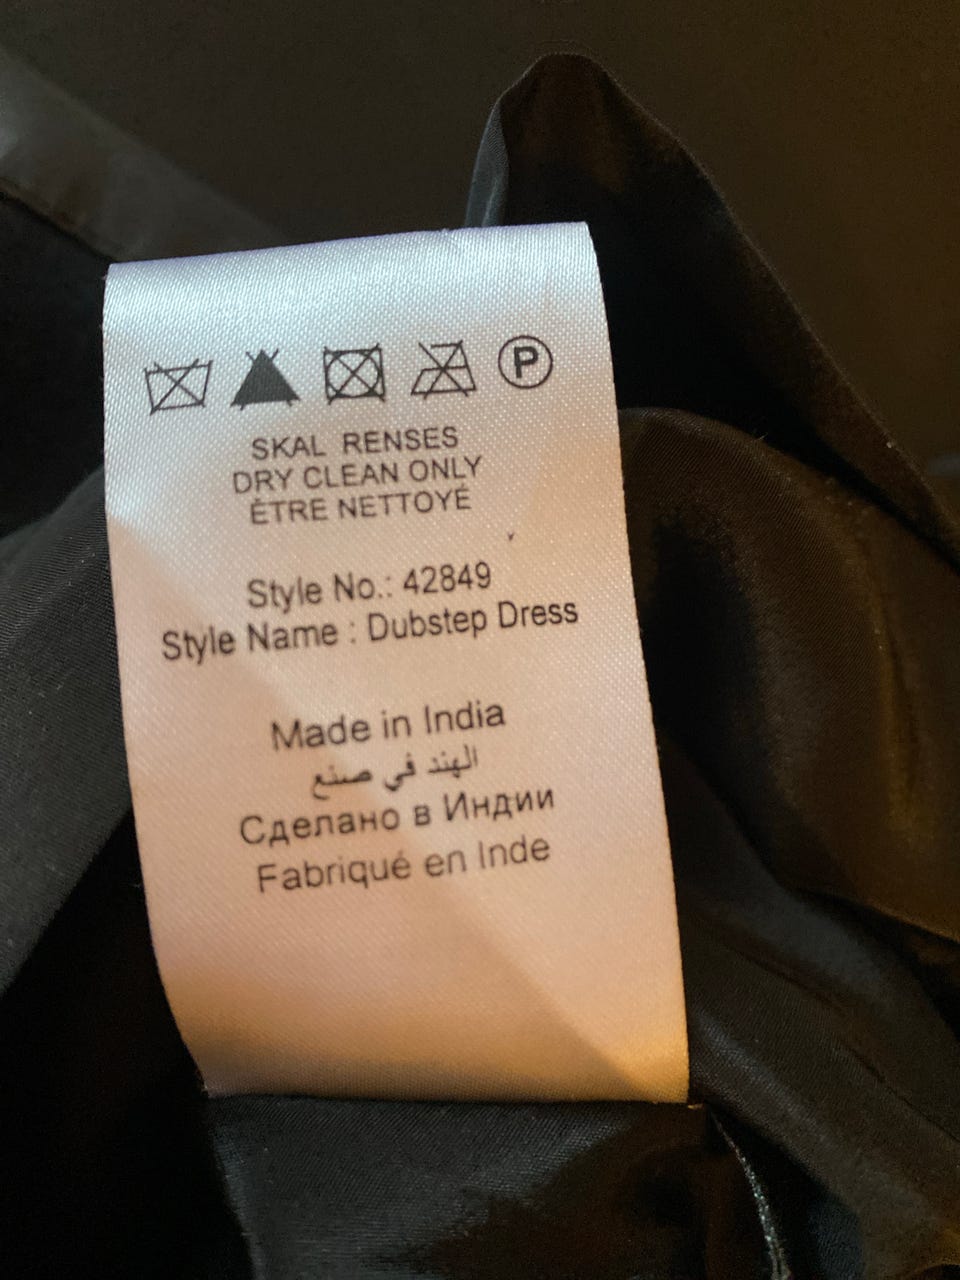 P
SKAL RENSES
DRY CLEAN ONLY
ÊTRE NETTOYÉ
Style No.: 42849
Style Name : Dubstep Dress
Made in India
الهند في صنع
Сделано в Индии
Fabriqué en Inde